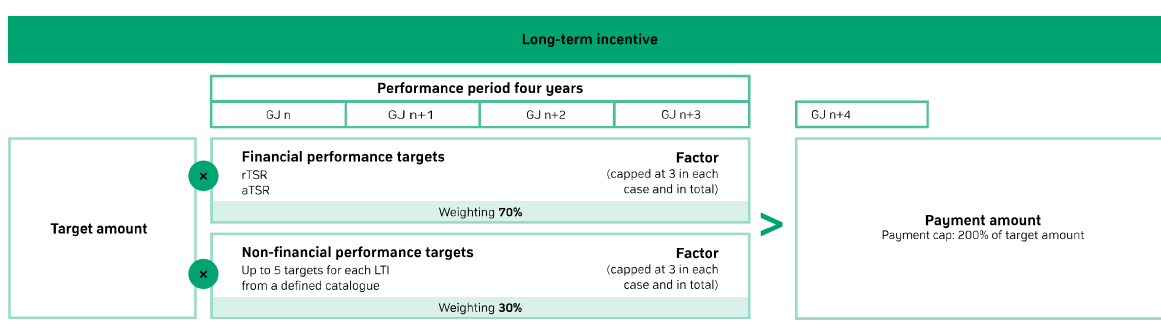 Long-term incentive
Performance period four years
GJ n
GJ n+1
GJ n+2
GJ n+3
GJ n+4
Target amount
×
Financial performance targets
rTSR
aTSR
Factor
(capped at 3 in each
case and in total)
Weighting 70%
×
Non-financial performance targets
Up to 5 targets for each LTI
from a defined catalogue
Factor
(capped at 3 in each
case and in total)
Weighting 30%
>
Payment amount
Payment cap: 200% of target amount